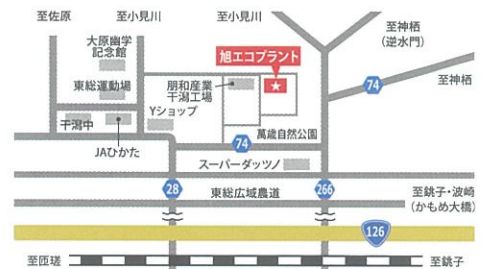 至佐原
至小見川
至小見川
至神栖
(逆水門)
大原幽学
記念館
旭エコプラント
東総運動場
朋和産業
干潟工場
至神栖
74
Yショップ
干潟中
萬歳自然公園
74
JAひかた
スーパーダッツノ
28
東総広域農道
266
至銚子・波崎
(かもめ大橋)
126
至匝瑳
至銚子